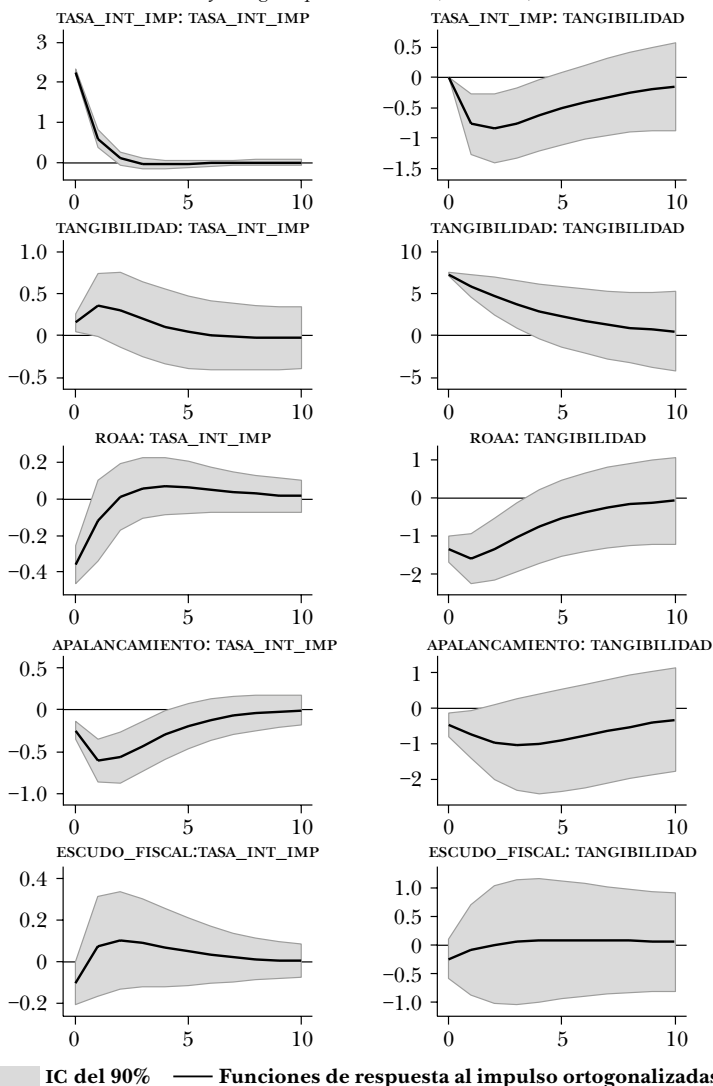 TASA_INT_IMP: TASA_INT_IMP TASA_INT_IMP: TANGIBILIDAD
3
2
1
0
0 5 10
0.5
0
−0.5
−1
−1.5
0 5 10
TANGIBILIDAD: TASA_INT_IMP TANGIBILIDAD: TANGIBILIDAD
1.0
0.5
0
−0.5
0 5 10
10
5
0
−5
0 5 10
ROAA: TASA_INT_IMP ROAA: TANGIBILIDAD
0.2
0
−0.2
−0.4
0 5 10
1
0
−1
−2
0 5 10
APALANCAMIENTO: TASA_INT_IMP APALANCAMIENTO: TANGIBILIDAD
0.5
0
−0.5
−1.0
0 5 10
1
0
−1
−2
0 5 10
ESCUDO_FISCAL:TASA_INT_IMP ESCUDO_FISCAL: TANGIBILIDAD
0.4
0.2
0
−0.2
0 5 10
1.0
0.5
0
−0.5
−1.0
0 5 10
IC del 90% Funciones de respuesta al impulso ortogonalizadas